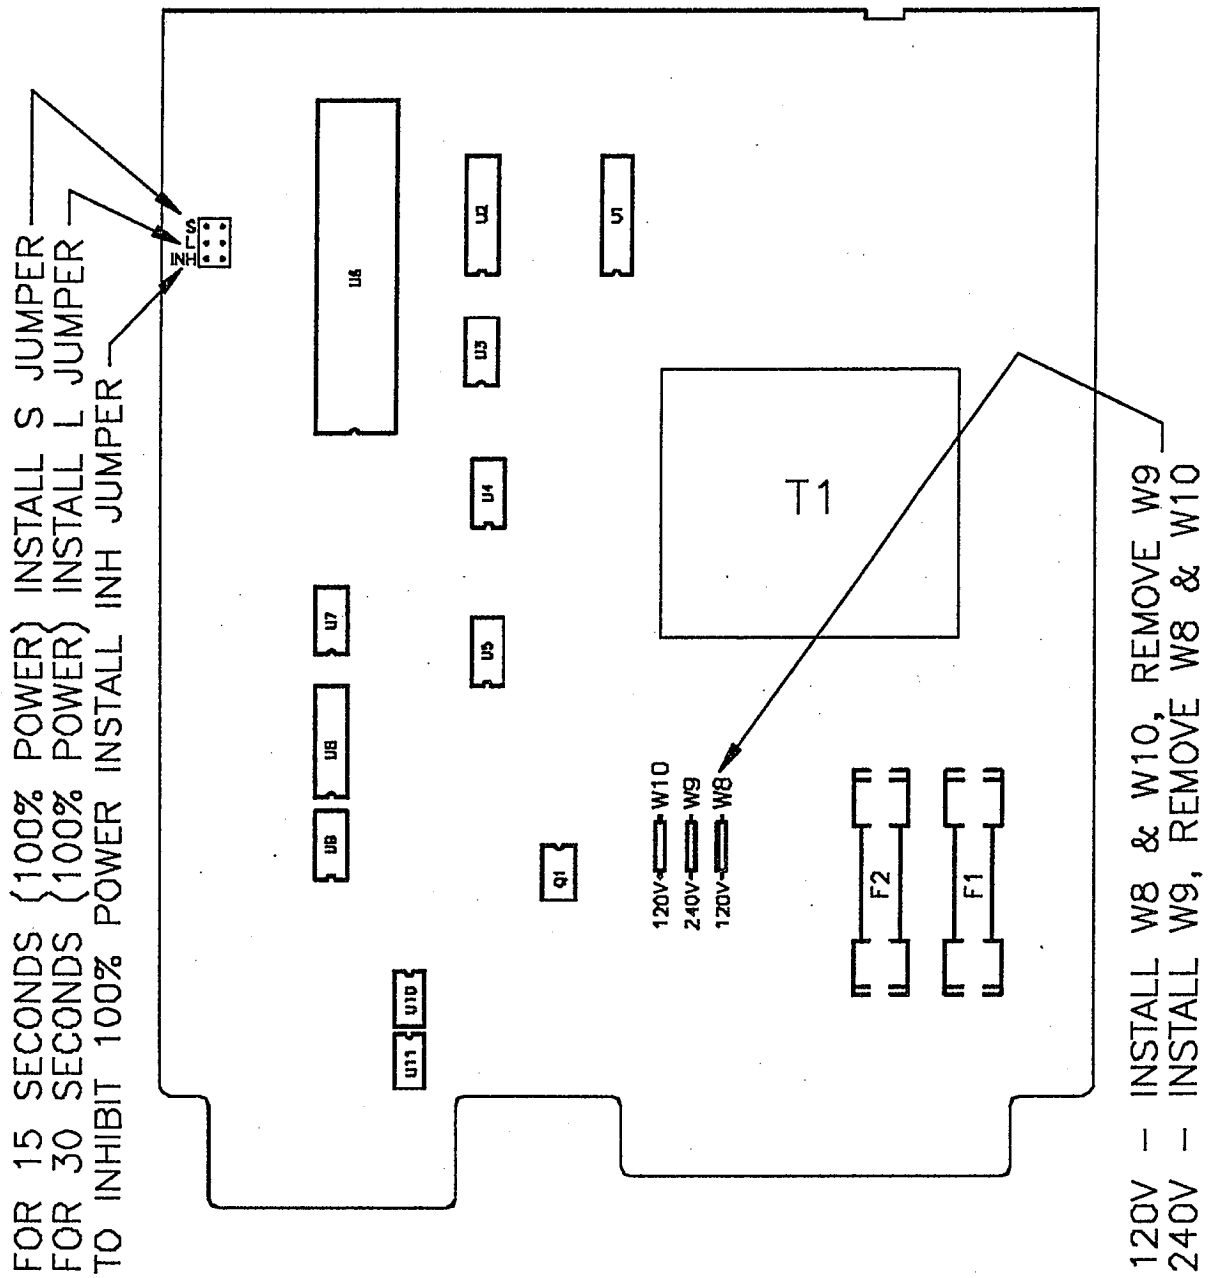 FOR 15 SECONDS {100% POWER} INSTALL S JUMPER
FOR 30 SECONDS {100% POWER} INSTALL L JUMPER
TO INHIBIT 100% POWER INSTALL INH JUMPER
S
L
INH
U6
U2
U3
U4
U5
U7
U8
U9
U10
U11
Q1
T1
120V W10
240V W9
120V W8
F2
F1
120V – INSTALL W8 & W10, REMOVE W9
240V – INSTALL W9, REMOVE W8 & W10